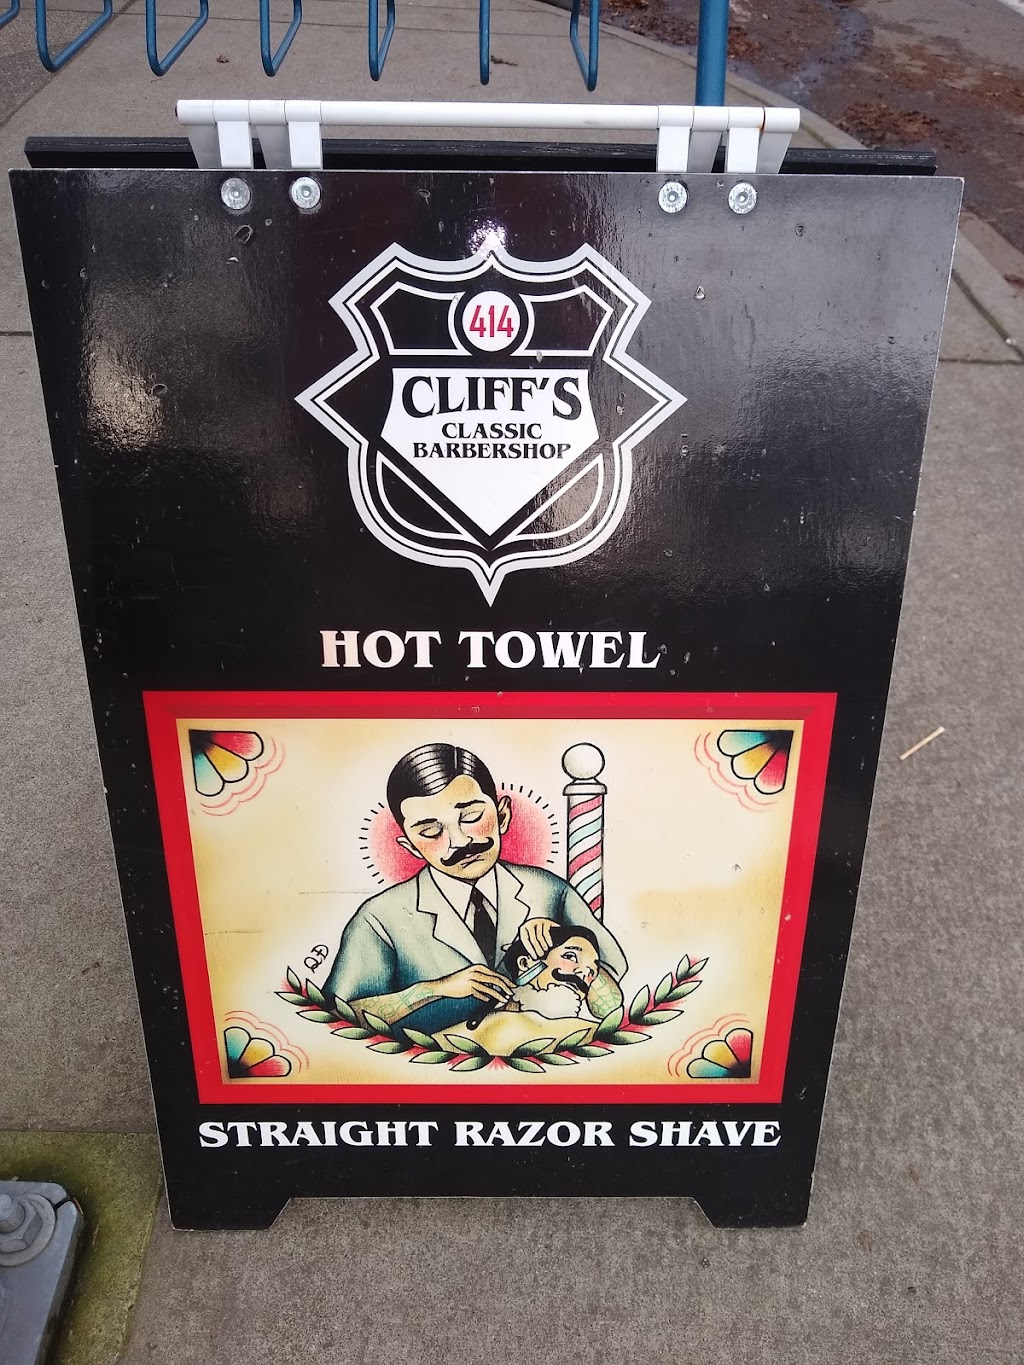 414
CLIFF'S
CLASSIC
BARBERSHOP
HOT TOWEL
STRAIGHT RAZOR SHAVE